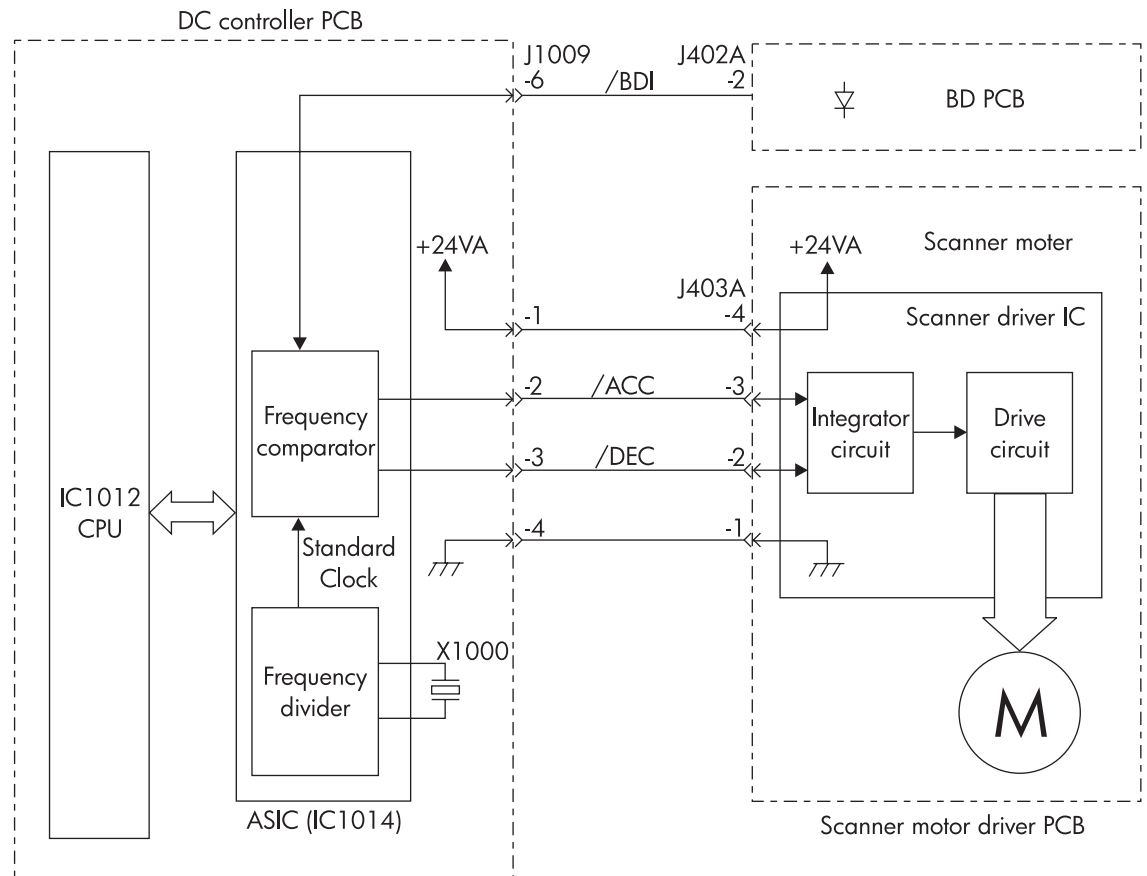 DC controller PCB
J1009
J402A
-6
/BDI
-2
BD PCB
+24VA
+24VA
Scanner moter
J403A
-1
-4
Scanner driver IC
-2
/ACC
-3
Frequency
comparator
Integrator
circuit
Drive
circuit
-3
/DEC
-2
IC1012
CPU
-4
-1
Standard
Clock
X1000
Frequency
divider
M
ASIC (IC1014)
Scanner motor driver PCB